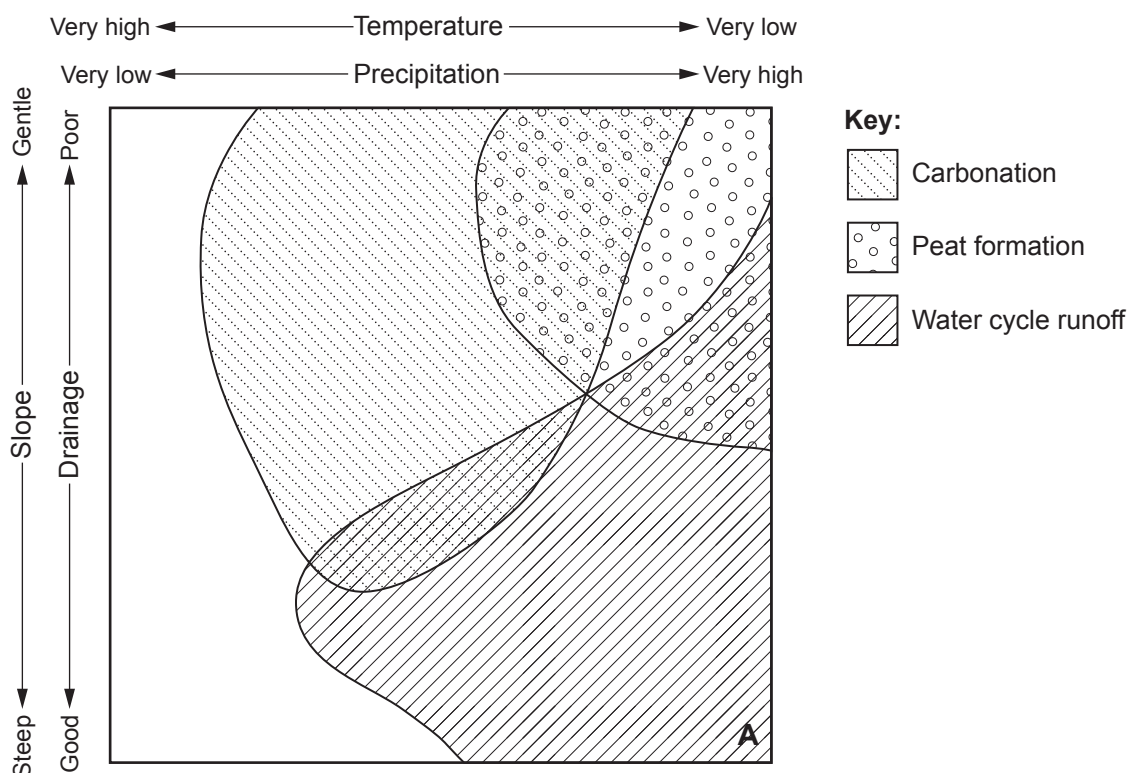 Very high Temperature Very low
Very low Precipitation Very high
Gentle Slope Steep
Poor Drainage Good
A
Key:
Carbonation
Peat formation
Water cycle runoff